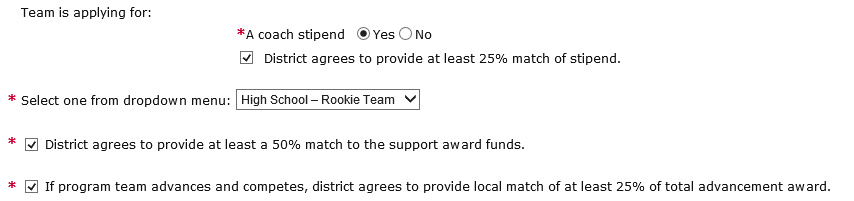 Team is applying for:
*A coach stipend Yes No
District agrees to provide at least 25% match of stipend.
* Select one from dropdown menu: High School – Rookie Team
* District agrees to provide at least a 50% match to the support award funds.
* If program team advances and competes, district agrees to provide local match of at least 25% of total advancement award.